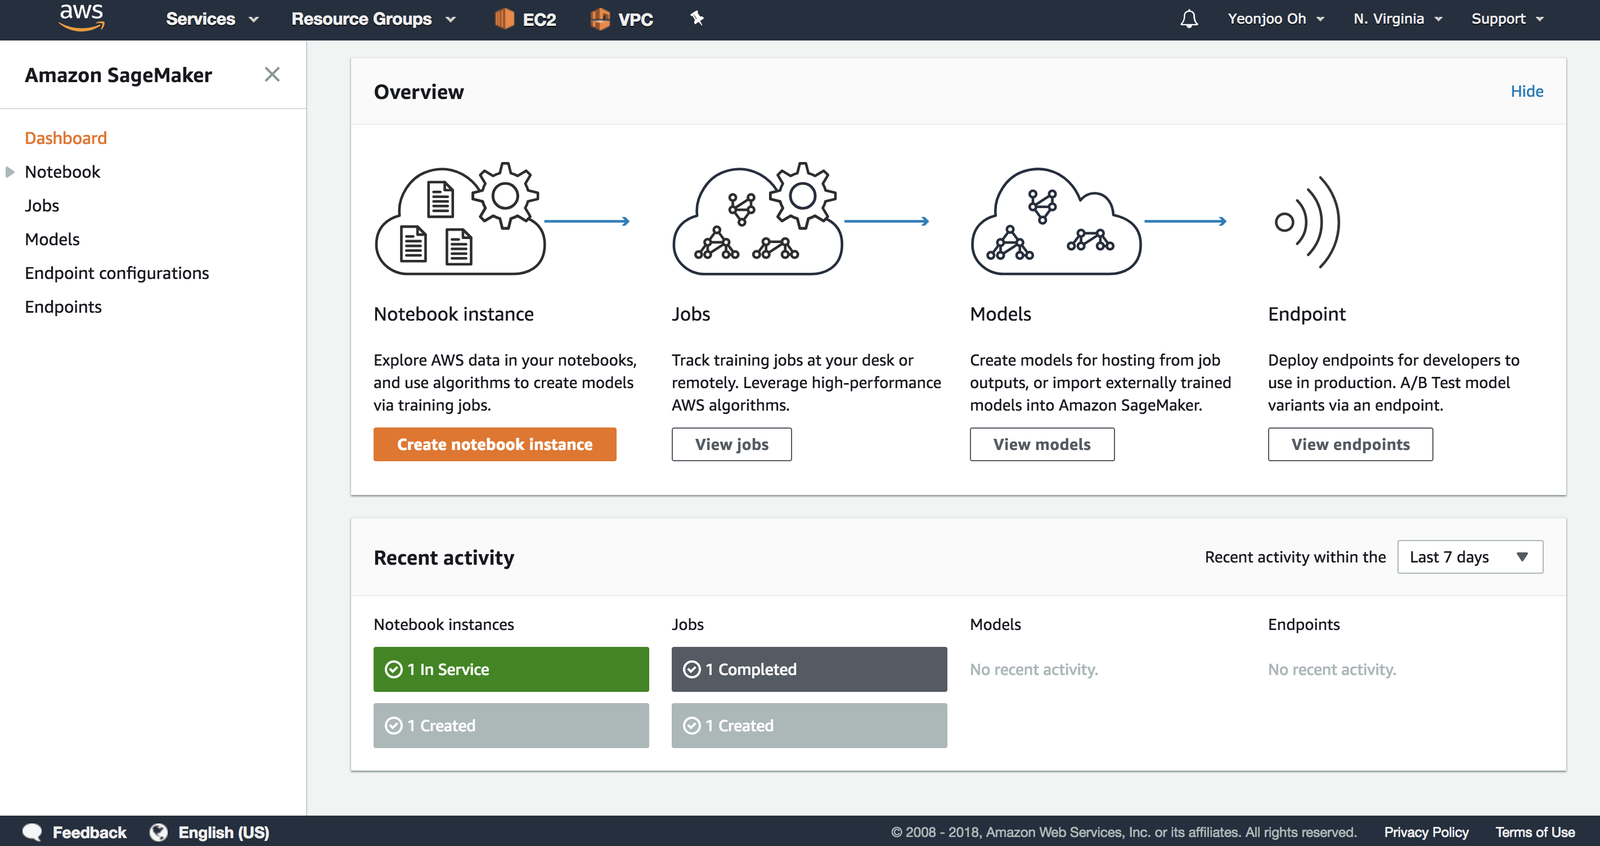 aws Services Resource Groups EC2 VPC Yeonjoo Oh N. Virginia Support
Amazon SageMaker
Dashboard
Notebook
Jobs
Models
Endpoint configurations
Endpoints
Overview Hide
Notebook instance
Explore AWS data in your notebooks,
and use algorithms to create models
via training jobs.
Create notebook instance
Jobs
Track training jobs at your desk or
remotely. Leverage high-performance
AWS algorithms.
View jobs
Models
Create models for hosting from job
outputs, or import externally trained
models into Amazon SageMaker.
View models
Endpoint
Deploy endpoints for developers to
use in production. A/B Test model
variants via an endpoint.
View endpoints
Recent activity Recent activity within the Last 7 days
Notebook instances
1 In Service
1 Created
Jobs
1 Completed
1 Created
Models
No recent activity.
Endpoints
No recent activity.
Feedback English (US) © 2008 - 2018, Amazon Web Services, Inc. or its affiliates. All rights reserved. Privacy Policy Terms of Use